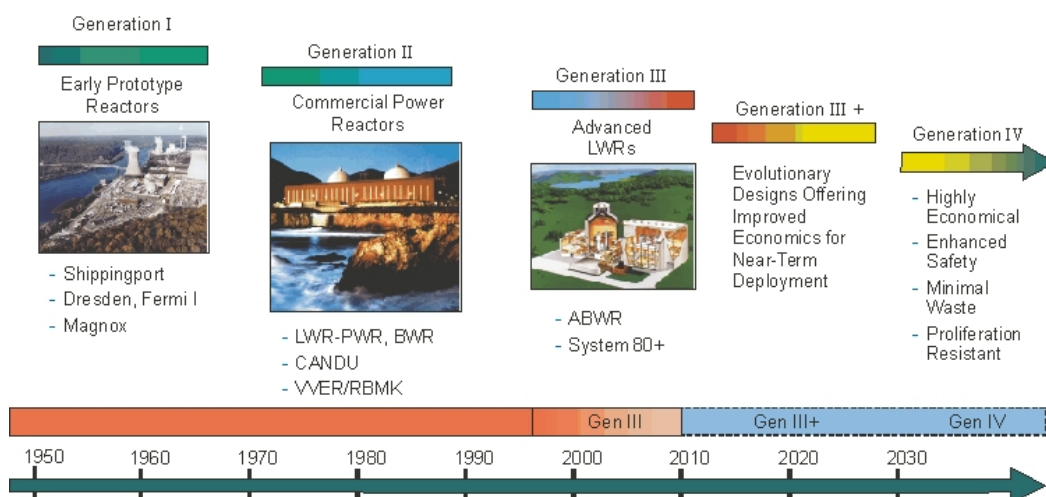 Generation I
Early Prototype
Reactors
- Shippingport
- Dresden, Fermi I
- Magnox
Generation II
Commercial Power
Reactors
- LWR-PWR, BWR
- CANDU
- VVER/RBMK
Generation III
Advanced
LWRs
- ABWR
- System 80+
Generation III +
Evolutionary
Designs Offering
Improved
Economics for
Near-Term
Deployment
Generation IV
- Highly
Economical
- Enhanced
Safety
- Minimal
Waste
- Proliferation
Resistant
Gen III
Gen III+
Gen IV
1950
1960
1970
1980
1990
2000
2010
2020
2030